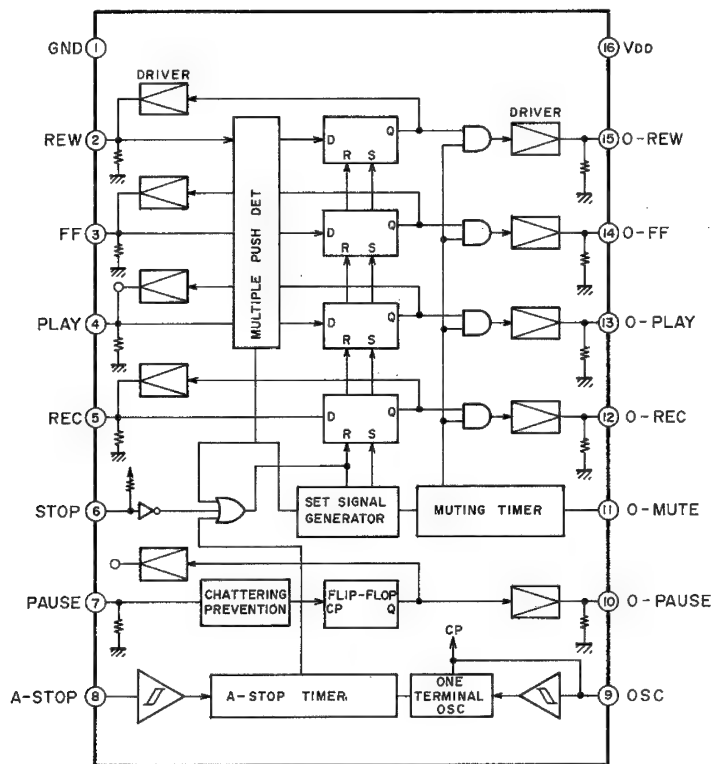 GND 1
16 VDD
DRIVER
DRIVER
REW 2
D Q
R S
15 O-REW
FF 3
D Q
R S
14 O-FF
MULTIPLE PUSH DET
PLAY 4
D Q
R S
13 O-PLAY
REC 5
D Q
R S
12 O-REC
STOP 6
SET SIGNAL
GENERATOR
MUTING TIMER
11 O-MUTE
PAUSE 7
CHATTERING
PREVENTION
FLIP-FLOP
CP Q
10 O-PAUSE
CP
A-STOP 8
A-STOP TIMER
ONE
TERMINAL
OSC
9 OSC